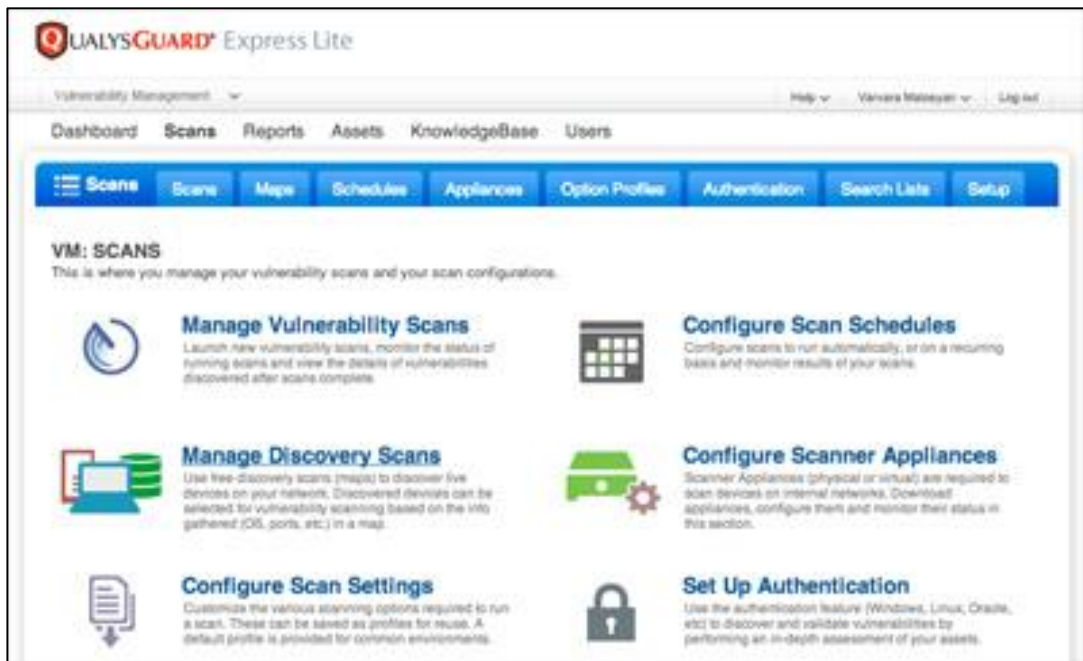 QUALYSGUARD® Express Lite
Vulnerability Management
Help
Log out
Dashboard Scans Reports Assets KnowledgeBase Users
Scans Scans Maps Schedules Appliances Option Profiles Authentication Search Lists Setup
VM: SCANS
This is where you manage your vulnerability scans and your scan configurations.
Manage Vulnerability Scans
Launch new vulnerability scans, monitor the status of
running scans and view the details of vulnerabilities
discovered after scans complete.
Configure Scan Schedules
Configure scans to run automatically, or on a recurring
basis and monitor results of your scans.
Manage Discovery Scans
Use free discovery scans (maps) to discover live
devices on your network. Discovered devices can be
selected for vulnerability scanning based on the info
gathered (OS, ports, etc.) in a map.
Configure Scanner Appliances
Scanner Appliances (physical or virtual) are required to
scan devices on internal networks. Download
appliances, configure them and monitor their status in
this section.
Configure Scan Settings
Customize the various scanning options required to run
a scan. These can be saved as profiles for reuse. A
default profile is provided for common environments.
Set Up Authentication
Use the authentication feature (Windows, Linux, Oracle,
etc) to discover and validate vulnerabilities by
performing an in-depth assessment of your assets.